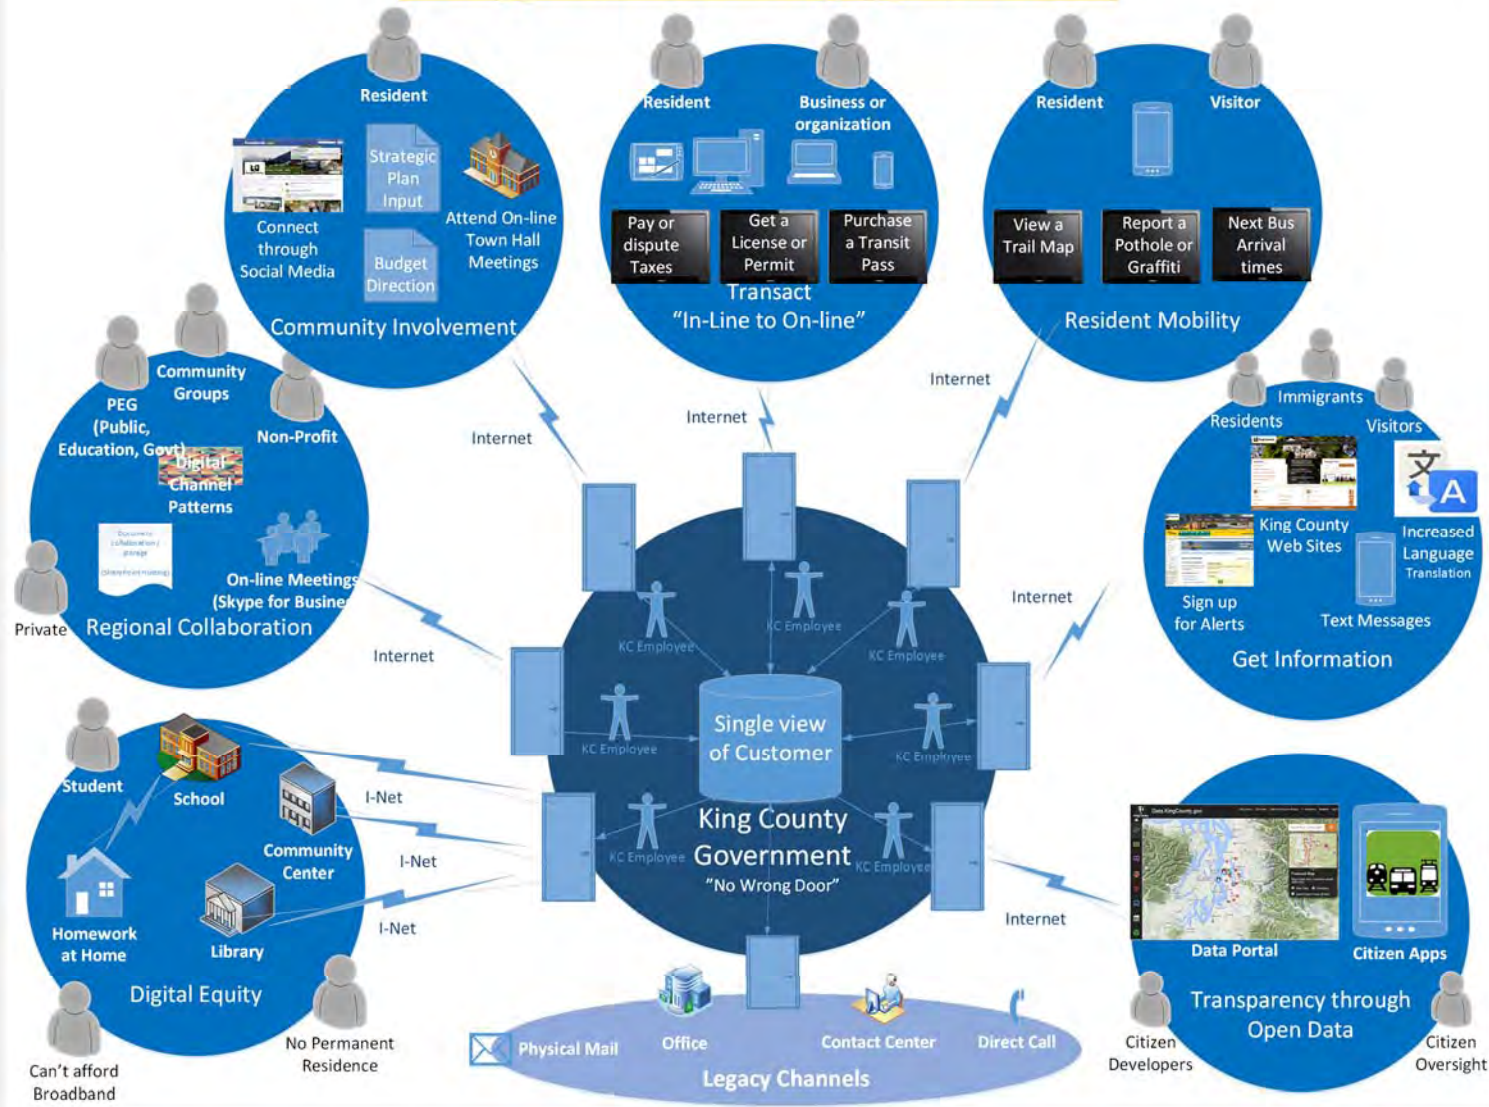 Resident
Strategic
Plan
Input
Connect
through
Social Media
Budget
Direction
Attend On-line
Town Hall
Meetings
Community Involvement
Resident
Business or
organization
Pay or
dispute
Taxes
Get a
License or
Permit
Purchase
a Transit
Pass
Transact
"In-Line to On-line"
Resident
Visitor
View a
Trail Map
Report a
Pothole or
Graffiti
Next Bus
Arrival
times
Resident Mobility
Community
Groups
PEG
(Public,
Education, Govt)
Non-Profit
Digital
Channel
Patterns
On-line Meetings
(Skype for Busines
Private
Regional Collaboration
Internet
Internet
Internet
Internet
Internet
Internet
Residents
Immigrants
Visitors
King County
Web Sites
Increased
Language
Translation
文
A
Sign up
for Alerts
Text Messages
Get Information
KC Employee
KC Employee
KC Employee
KC Employee
KC Employee
KC Employee
KC Employee
Single view
of Customer
King County
Government
"No Wrong Door"
Student
School
Community
Center
Homework
at Home
Library
Digital Equity
Can't afford
Broadband
No Permanent
Residence
I-Net
I-Net
I-Net
Physical Mail
Office
Contact Center
Direct Call
Legacy Channels
Data Portal
Citizen Apps
Transparency through
Open Data
Citizen
Developers
Citizen
Oversight